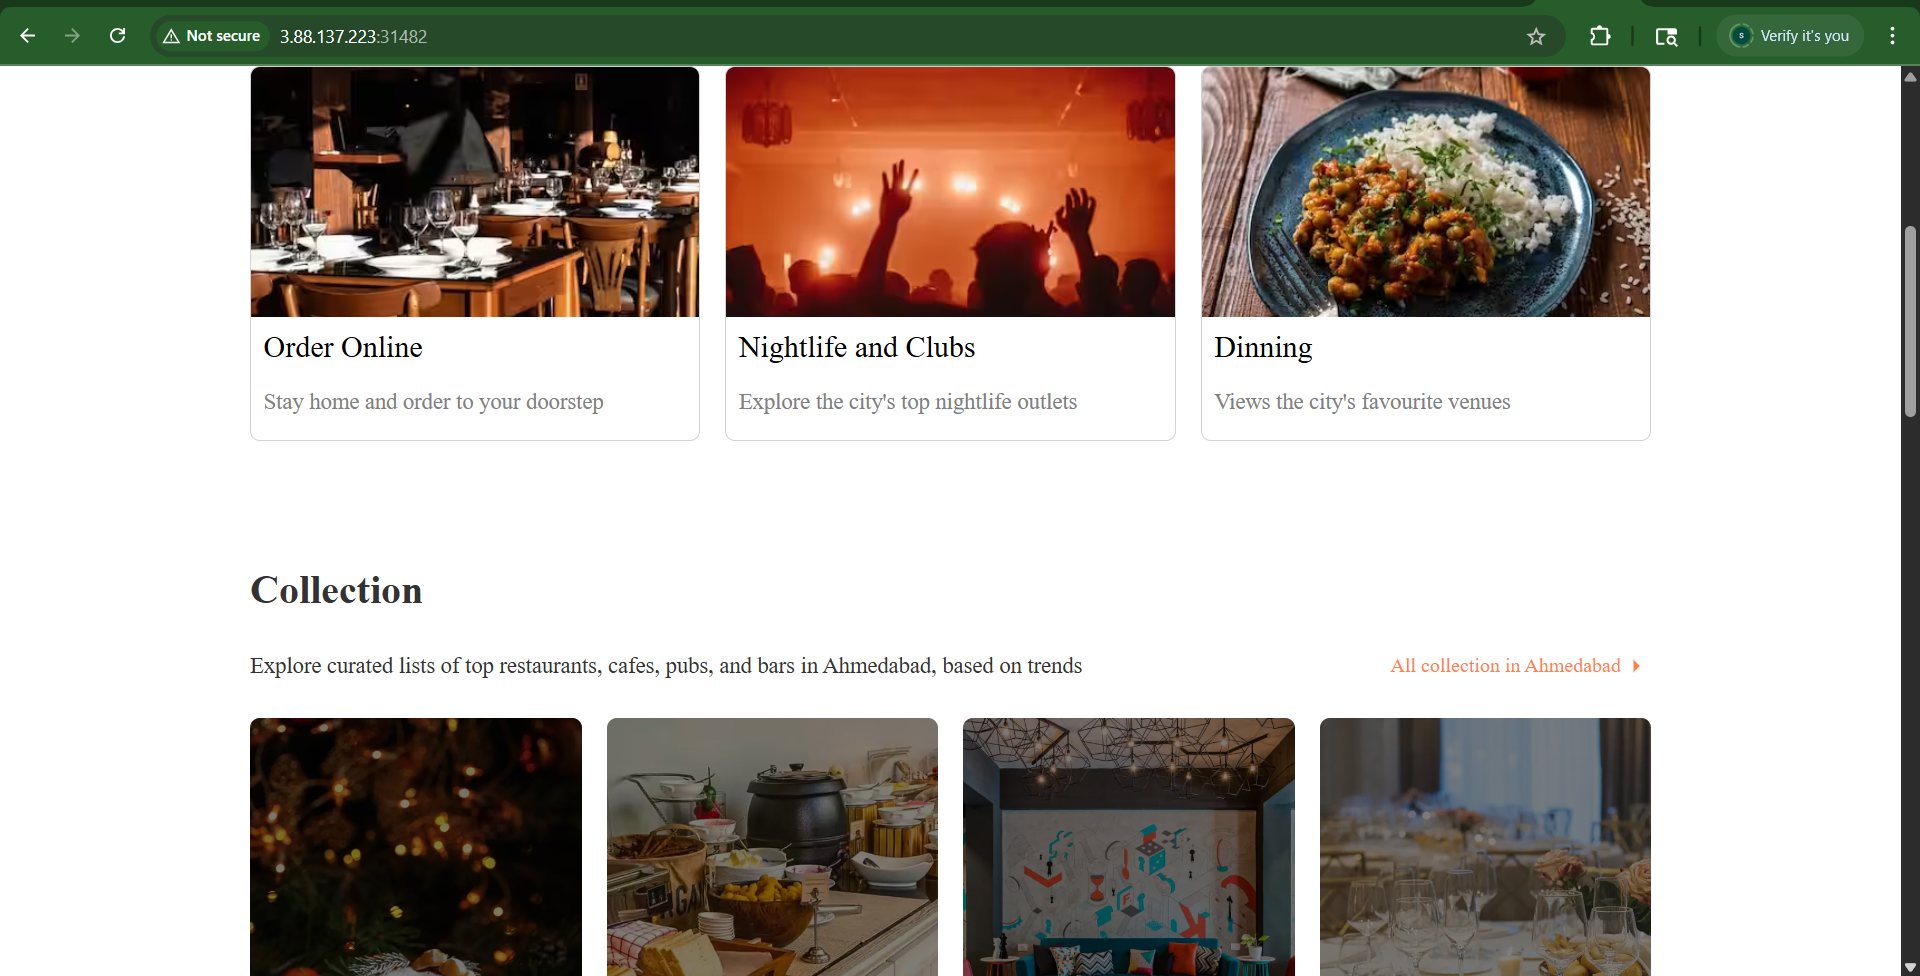 Not secure
3.88.137.223:31482
Verify it's you
Order Online
Nightlife and Clubs
Dinning
Stay home and order to your doorstep
Explore the city's top nightlife outlets
Views the city's favourite venues
Collection
Explore curated lists of top restaurants, cafes, pubs, and bars in Ahmedabad, based on trends
All collection in Ahmedabad